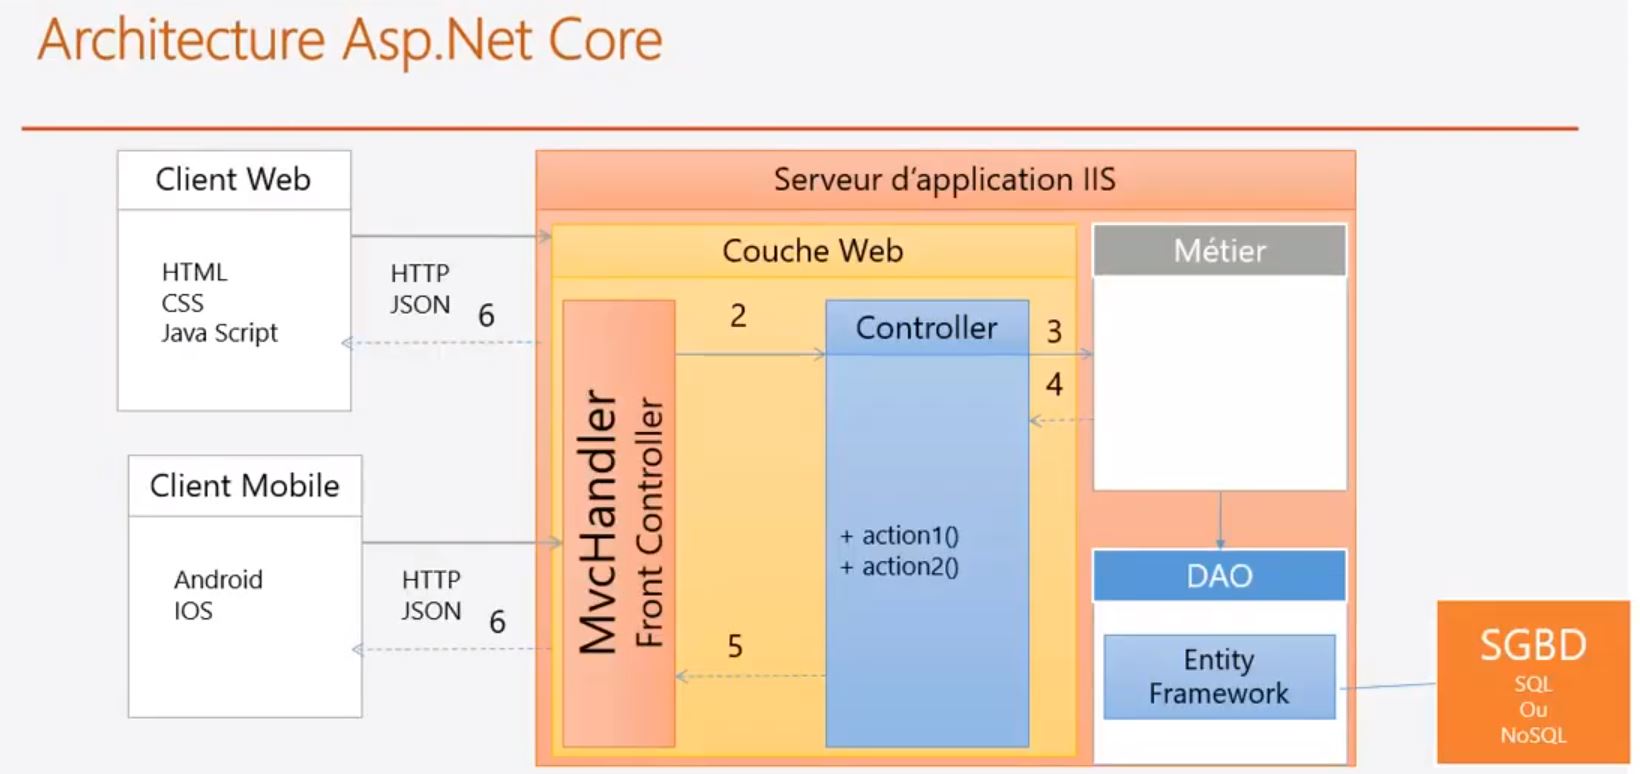 Architecture Asp.Net Core
Client Web
HTML
CSS
Java Script
HTTP
JSON
6
Client Mobile
Android
IOS
HTTP
JSON
6
Serveur d'application IIS
Couche Web
MvcHandler
Front Controller
2
5
Controller
+ action1()
+ action2()
3
4
Métier
DAO
Entity
Framework
SGBD
SQL
Ou
NoSQL